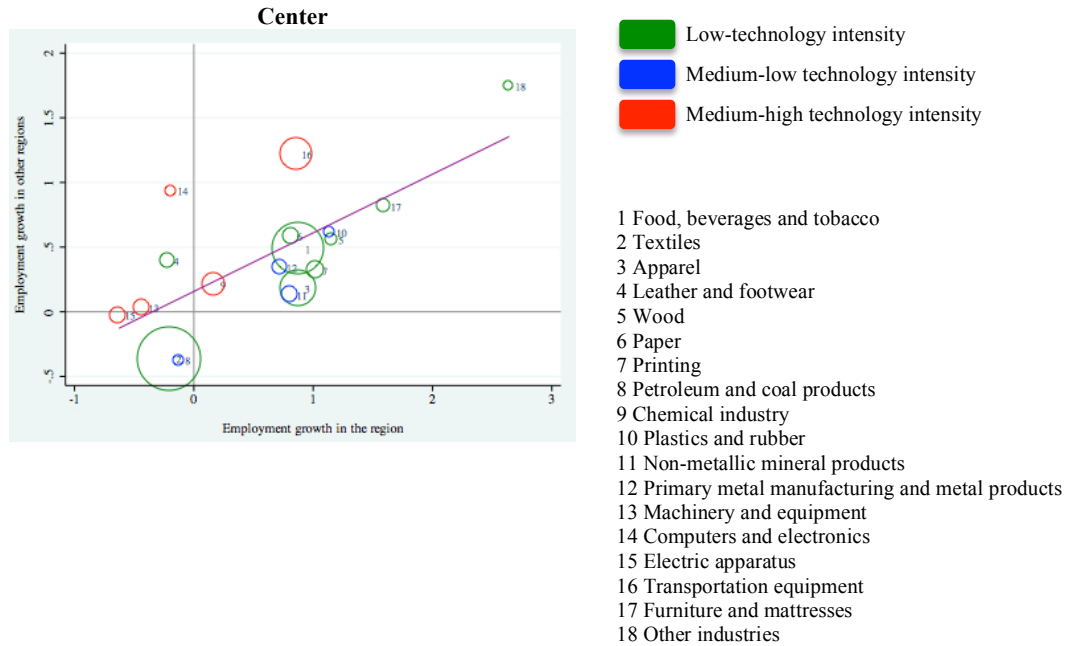 Center
2
1.5
1
.5
0
-.5
Employment growth in other regions
18
16
14
17
10
5
6
1
4
12
7
9
3
11
13
15
2
8
-1
0
1
2
3
Employment growth in the region
Low-technology intensity
Medium-low technology intensity
Medium-high technology intensity
1 Food, beverages and tobacco
2 Textiles
3 Apparel
4 Leather and footwear
5 Wood
6 Paper
7 Printing
8 Petroleum and coal products
9 Chemical industry
10 Plastics and rubber
11 Non-metallic mineral products
12 Primary metal manufacturing and metal products
13 Machinery and equipment
14 Computers and electronics
15 Electric apparatus
16 Transportation equipment
17 Furniture and mattresses
18 Other industries